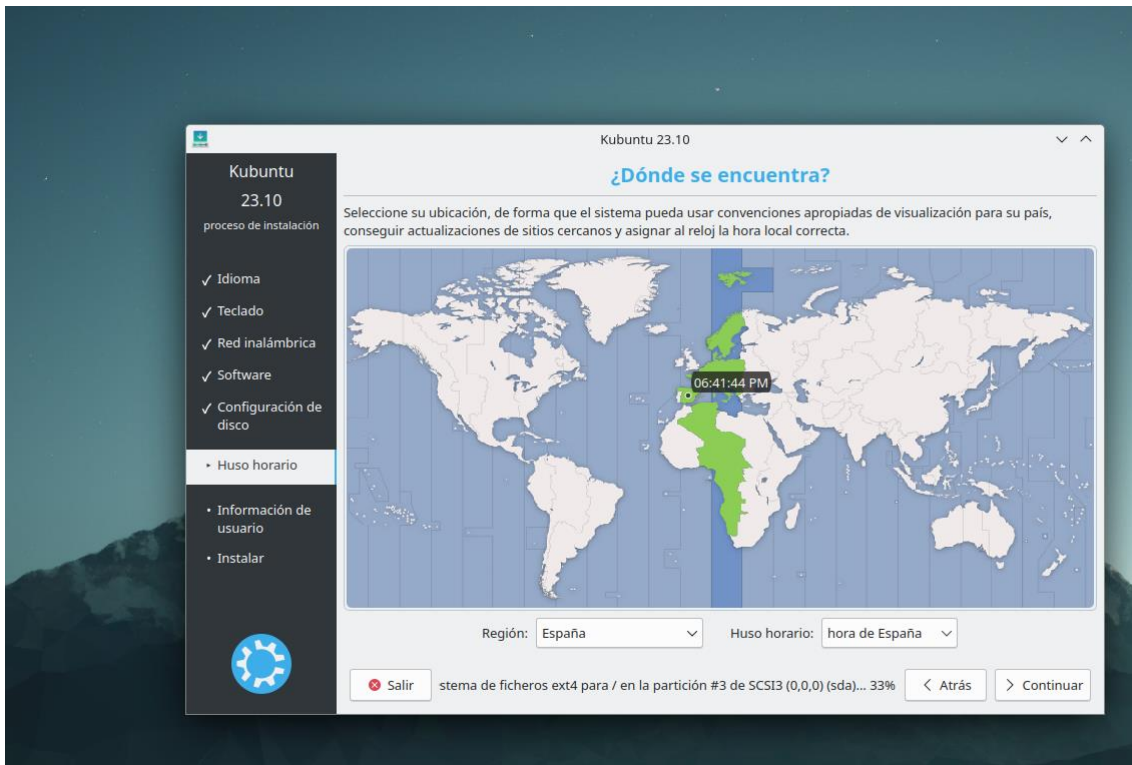 Kubuntu 23.10
Kubuntu
23.10
proceso de instalación
✓ Idioma
✓ Teclado
✓ Red inalámbrica
✓ Software
✓ Configuración de
disco
▸ Huso horario
• Información de
usuario
• Instalar
¿Dónde se encuentra?
Seleccione su ubicación, de forma que el sistema pueda usar convenciones apropiadas de visualización para su país,
conseguir actualizaciones de sitios cercanos y asignar al reloj la hora local correcta.
06:41:44 PM
Región: España Huso horario: hora de España
Salir stema de ficheros ext4 para / en la partición #3 de SCSI3 (0,0,0) (sda)... 33% < Atrás > Continuar